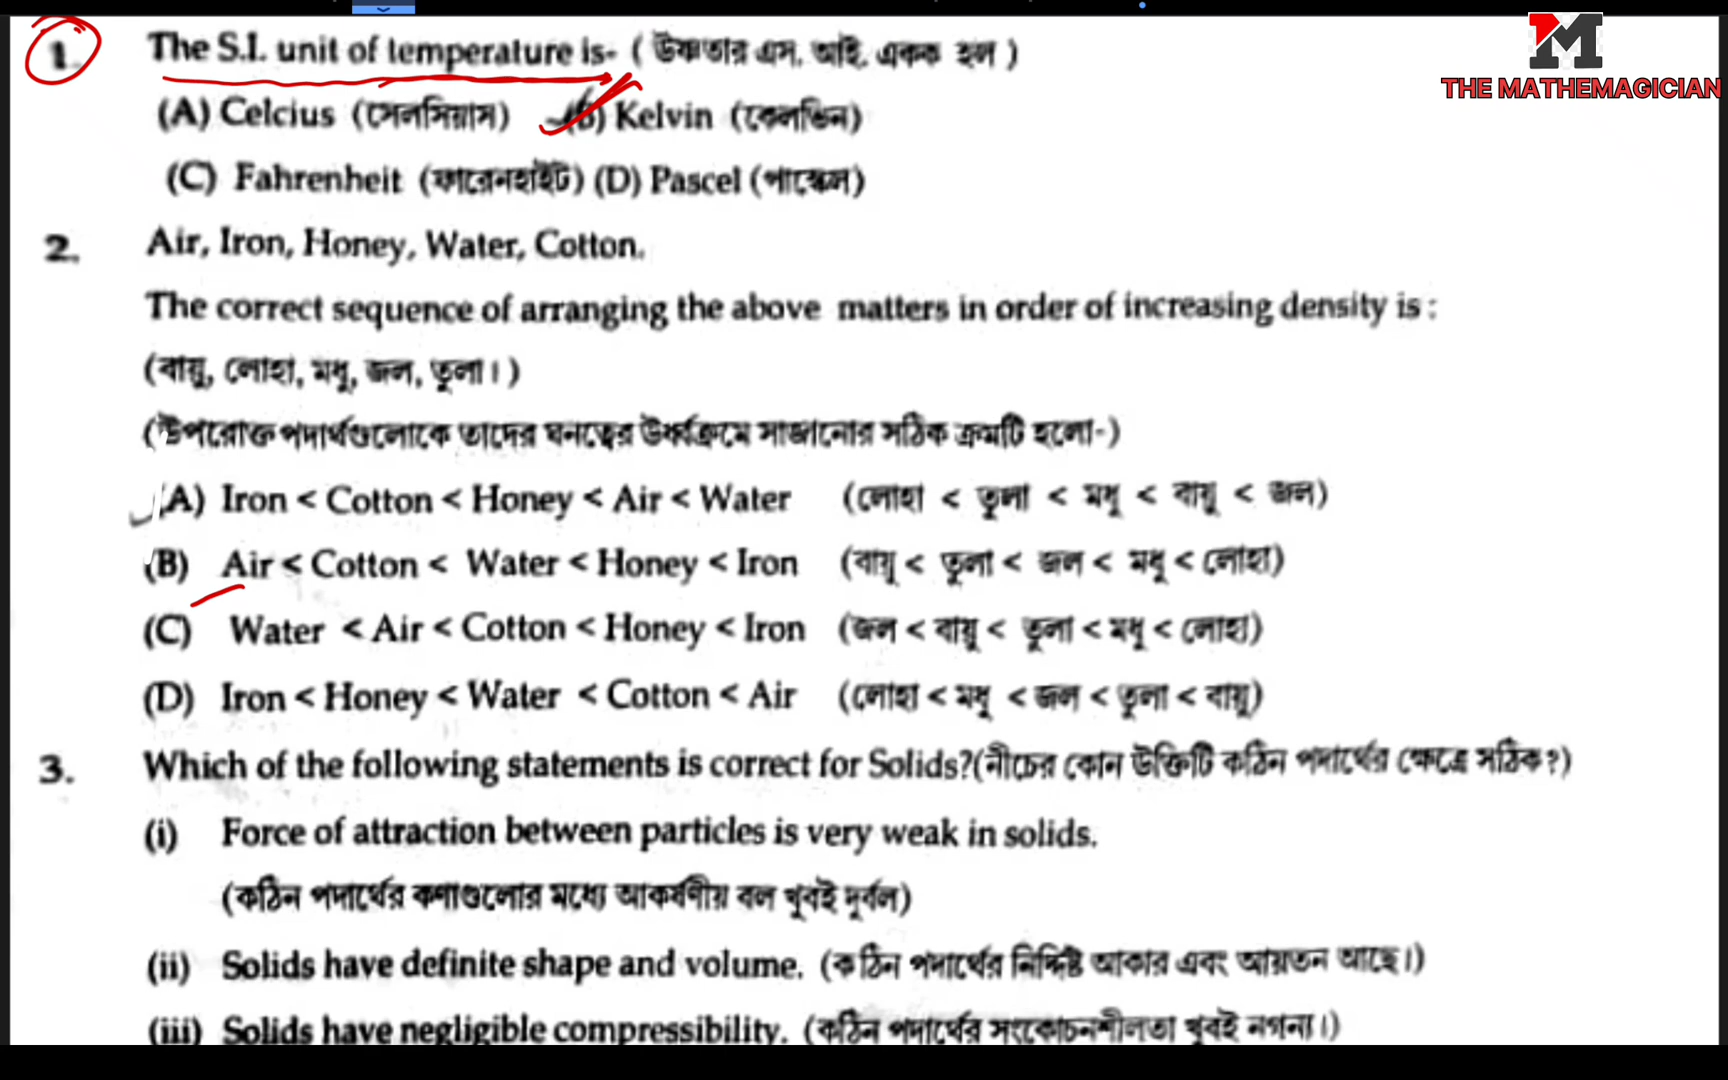 THE MATHEMAGICIAN
1. The S.I. unit of temperature is- ( উষ্ণতার এস. আই. একক হল )
(A) Celcius (সেলসিয়াস) (B) Kelvin (কেলভিন)
(C) Fahrenheit (ফারেনহাইট) (D) Pascel (পাস্কেল)
2. Air, Iron, Honey, Water, Cotton.
The correct sequence of arranging the above matters in order of increasing density is :
(বায়ু, লোহা, মধু, জল, তুলা। )
(উপরোক্ত পদার্থগুলোকে তাদের ঘনত্বের উর্ধ্বক্রমে সাজানোর সঠিক ক্রমটি হলো-)
(A) Iron < Cotton < Honey < Air < Water (লোহা < তুলা < মধু < বায়ু < জল)
(B) Air < Cotton < Water < Honey < Iron (বায়ু < তুলা < জল < মধু < লোহা)
(C) Water < Air < Cotton < Honey < Iron (জল < বায়ু < তুলা < মধু < লোহা)
(D) Iron < Honey < Water < Cotton < Air (লোহা < মধু < জল < তুলা < বায়ু)
3. Which of the following statements is correct for Solids?(নীচের কোন উক্তিটি কঠিন পদার্থের ক্ষেত্রে সঠিক?)
(i) Force of attraction between particles is very weak in solids.
(কঠিন পদার্থের কণাগুলোর মধ্যে আকর্ষণীয় বল খুবই দুর্বল)
(ii) Solids have definite shape and volume. (কঠিন পদার্থের নির্দিষ্ট আকার এবং আয়তন আছে।)
(iii) Solids have negligible compressibility. (কঠিন পদার্থের সংকোচনশীলতা খুবই নগন্য।)